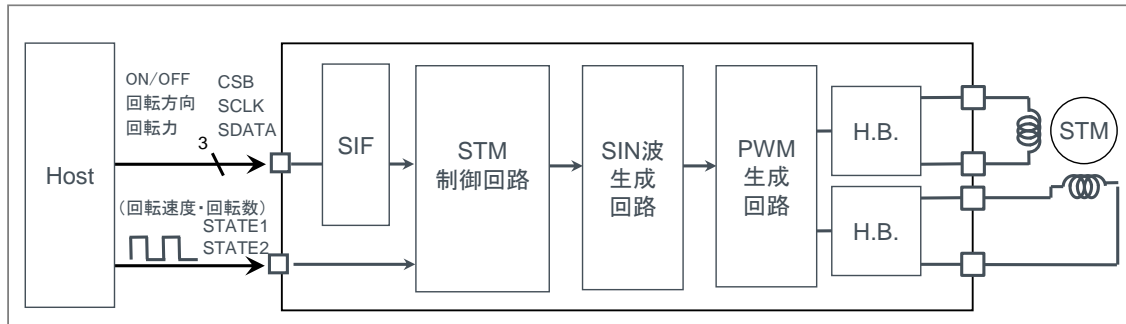 Host
ON/OFF
回転方向
回転力
CSB
SCLK
SDATA
3
(回転速度・回転数)
STATE1
STATE2
SIF
STM
制御回路
SIN波
生成
回路
PWM
生成
回路
H.B.
H.B.
STM